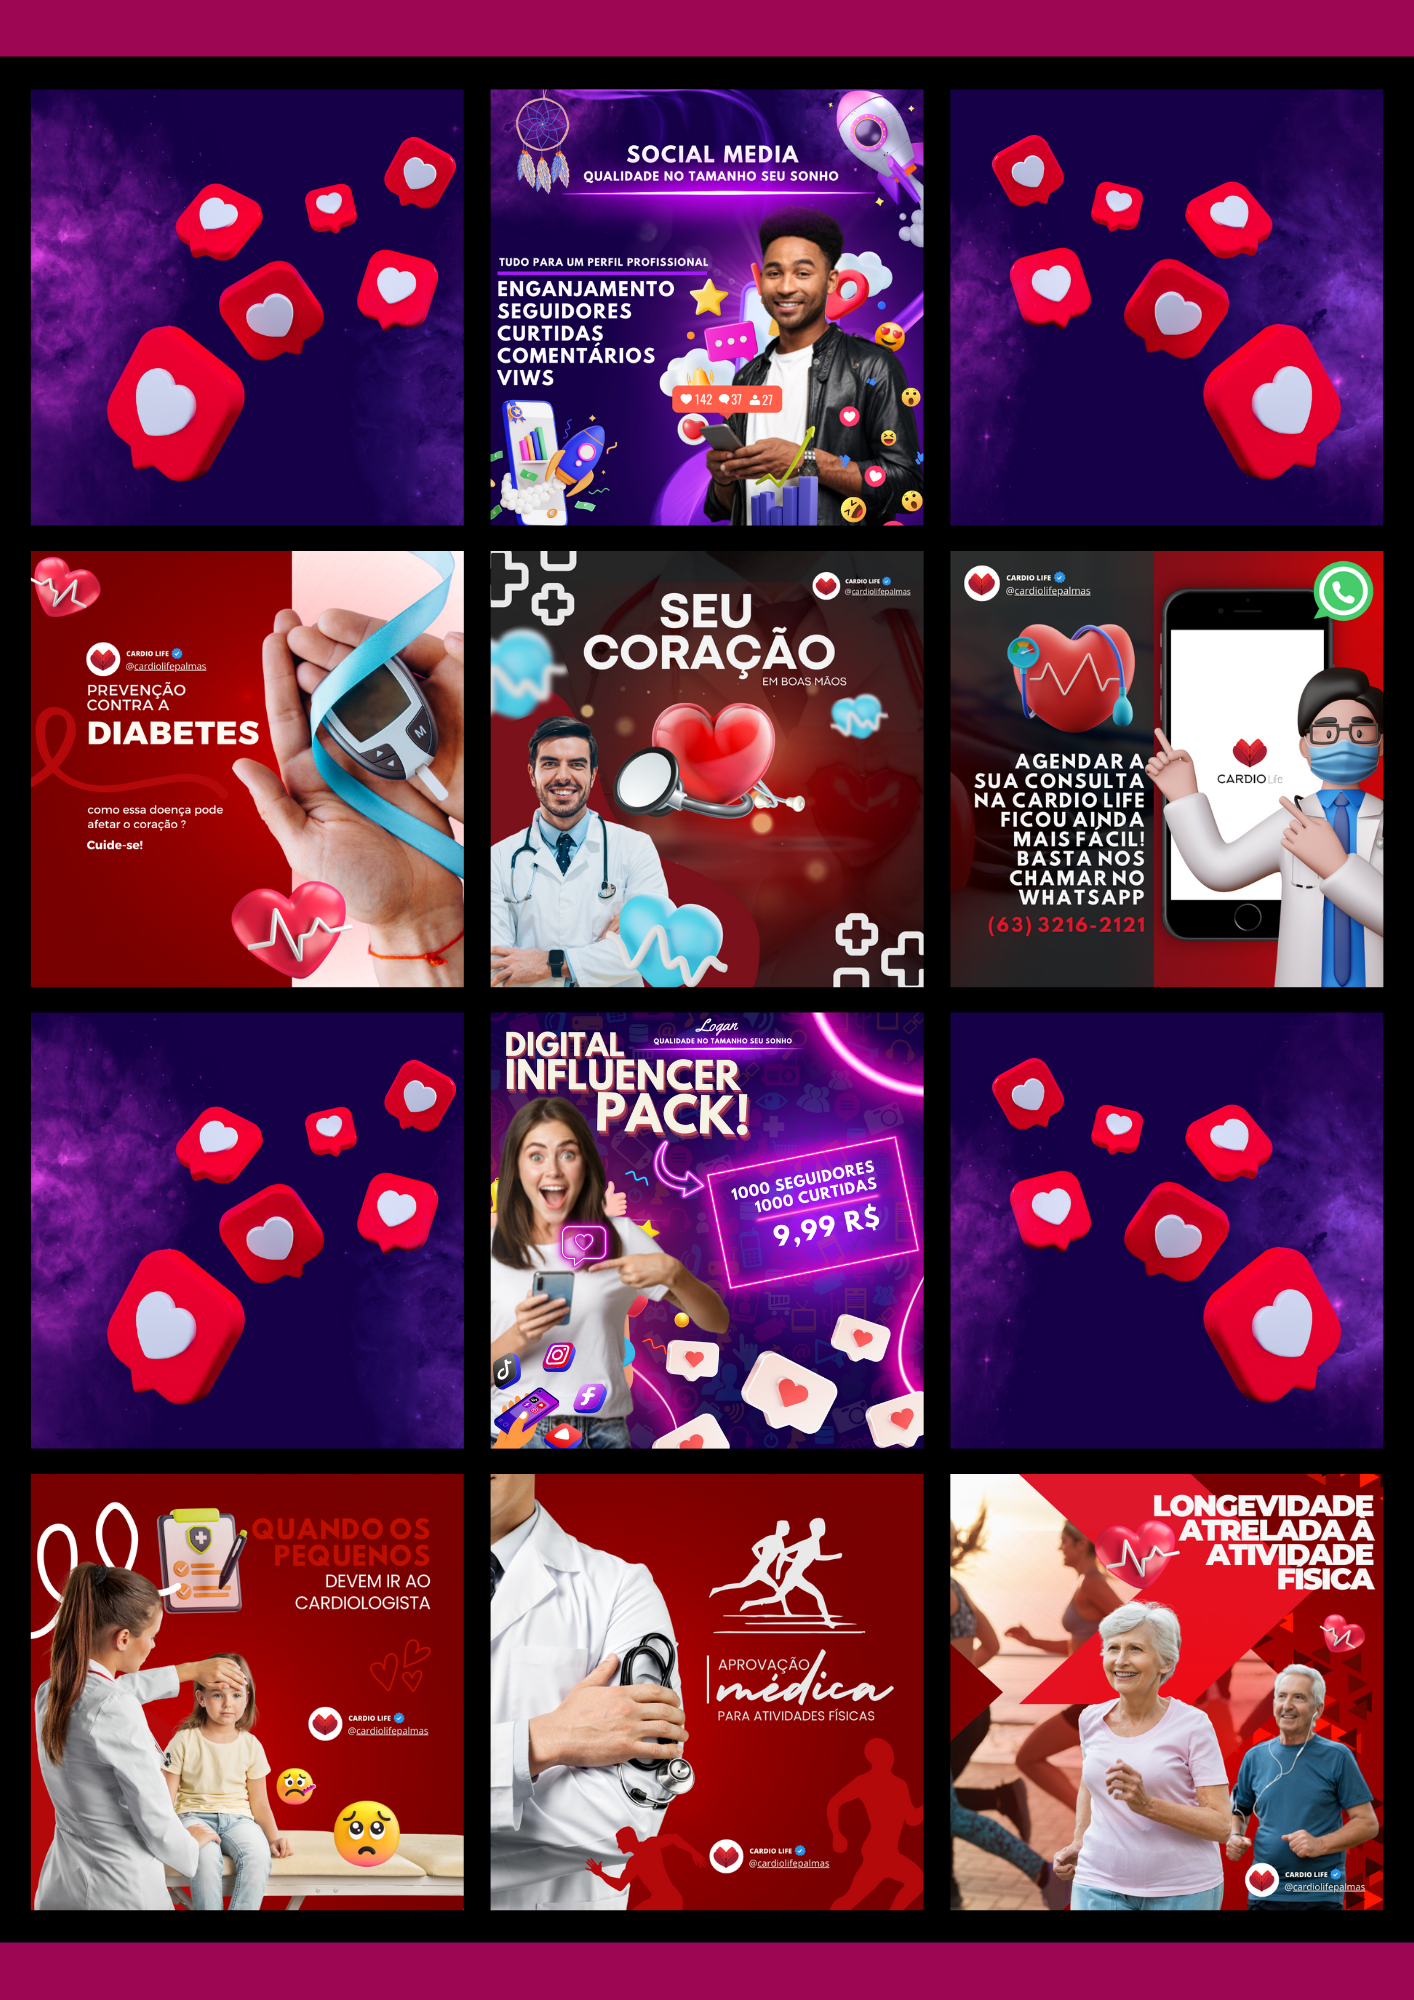 SOCIAL MEDIA
QUALIDADE NO TAMANHO SEU SONHO
TUDO PARA UM PERFIL PROFISSIONAL
ENGANJAMENTO
SEGUIDORES
CURTIDAS
COMENTÁRIOS
VIWS
142 37 27
CARDIO LIFE
@cardiolifepalmas
PREVENÇÃO
CONTRA A
DIABETES
como essa doença pode
afetar o coração ?
Cuide-se!
M
CARDIO LIFE
@cardiolifepalmas
SEU
CORAÇÃO
EM BOAS MÃOS
CARDIO LIFE
@cardiolifepalmas
AGENDAR A
SUA CONSULTA
NA CARDIO LIFE
FICOU AINDA
MAIS FÁCIL!
BASTA NOS
CHAMAR NO
WHATSAPP
(63) 3216-2121
CARDIO Life
Logan
QUALIDADE NO TAMANHO SEU SONHO
DIGITAL
INFLUENCER
PACK!
1000 SEGUIDORES
1000 CURTIDAS
9,99 R$
QUANDO OS
PEQUENOS
DEVEM IR AO
CARDIOLOGISTA
CARDIO LIFE
@cardiolifepalmas
APROVAÇÃO
médica
PARA ATIVIDADES FÍSICAS
CARDIO LIFE
@cardiolifepalmas
LONGEVIDADE
ATRELADA À
ATIVIDADE
FÍSICA
CARDIO LIFE
@cardiolifepalmas